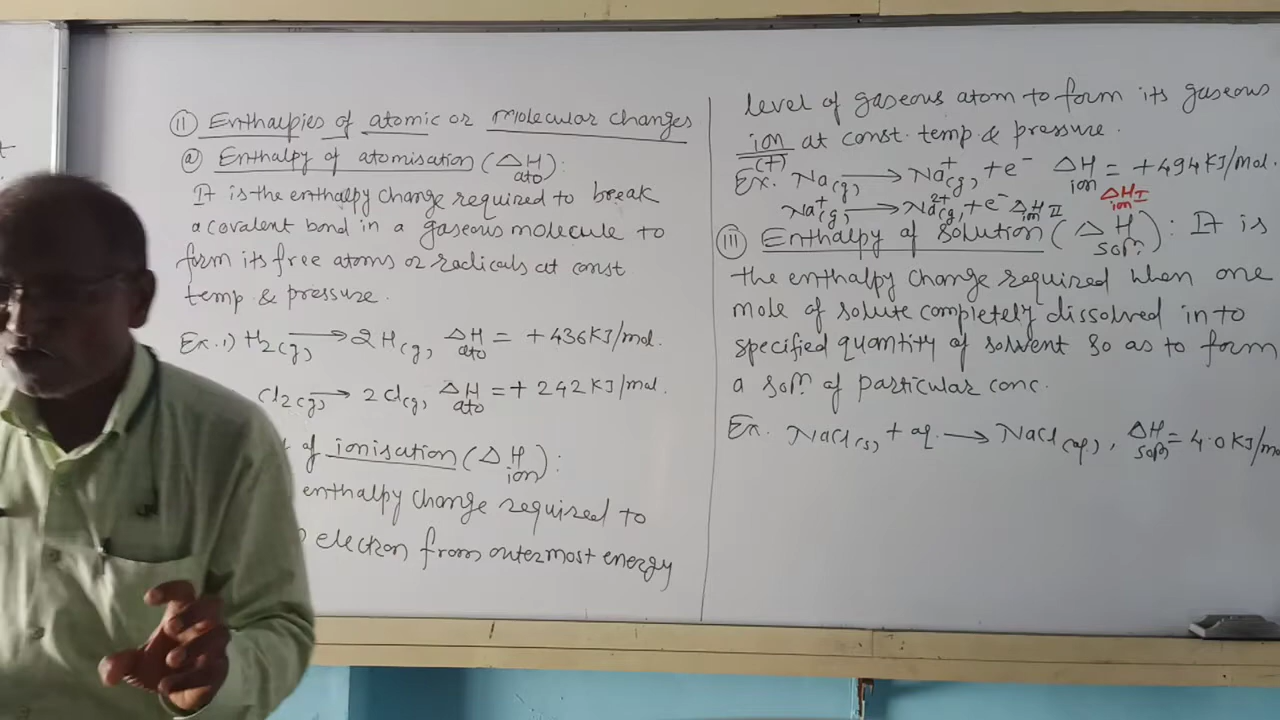 (II) Enthalpies of atomic or molecular changes
(a) Enthalpy of atomisation (ΔH ato):
It is the enthalpy change required to break
a covalent bond in a gaseous molecule to
form its free atoms or radicals at const
temp. & pressure.
Ex. 1) H2(g) → 2H(g), ΔH ato = +436KJ/mol.
Cl2(g) → 2Cl(g), ΔH ato = + 242 KJ/mol.
of ionisation (ΔH ion):
enthalpy change required to
electron from outermost energy
level of gaseous atom to form its gaseous
ion at const. temp. & pressure.
(+)
Ex. Na(g) → Na+(g) + e- ΔH ion = +494KJ/mol.
ΔH ion I
Na+(g) → Na2+(g) + e- ΔH ion II
(III) Enthalpy of solution (ΔH soln): It is
the enthalpy change required when one
mole of solute completely dissolved in to
specified quantity of solvent so as to form
a soln. of particular conc.
Ex. NaCl(s) + aq. → NaCl(aq), ΔH soln = 4.0 KJ/mo